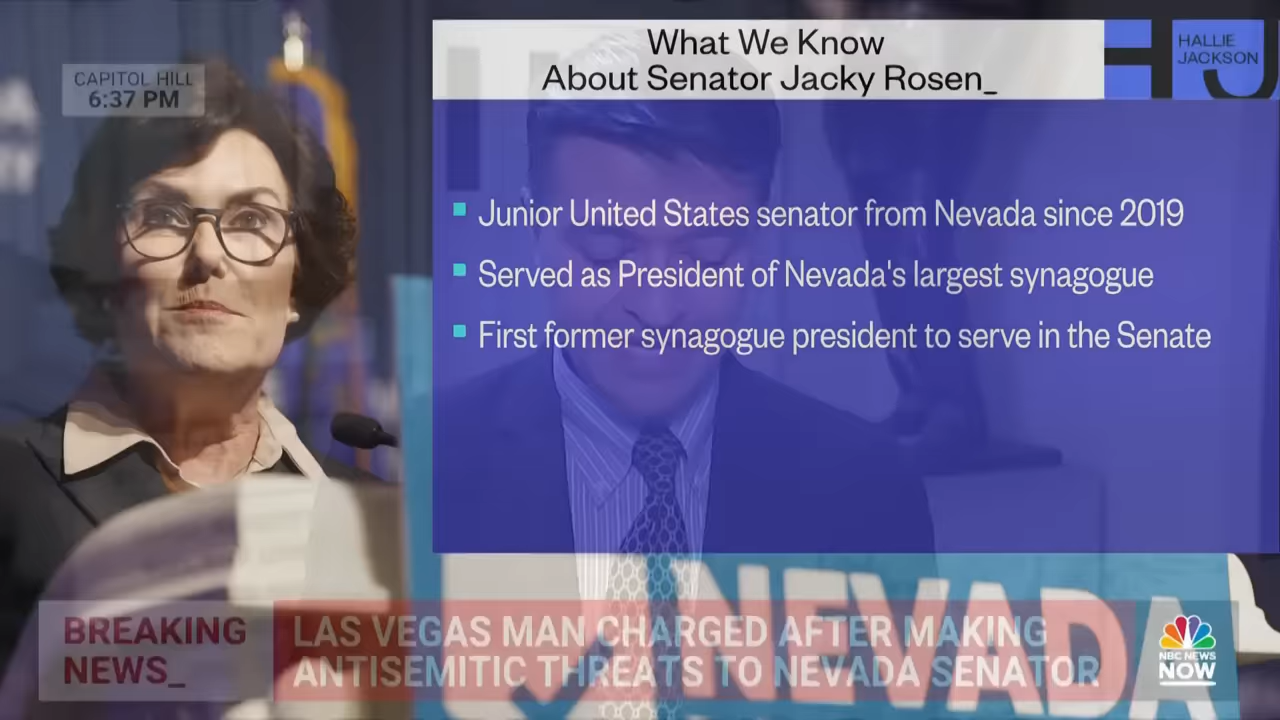 What We Know
About Senator Jacky Rosen_
HALLIE
JACKSON
CAPITOL HILL
6:37 PM
Junior United States senator from Nevada since 2019
Served as President of Nevada's largest synagogue
First former synagogue president to serve in the Senate
NEVADA
BREAKING
NEWS_
LAS VEGAS MAN CHARGED AFTER MAKING
ANTISEMITIC THREATS TO NEVADA SENATOR
NBC NEWS
NOW